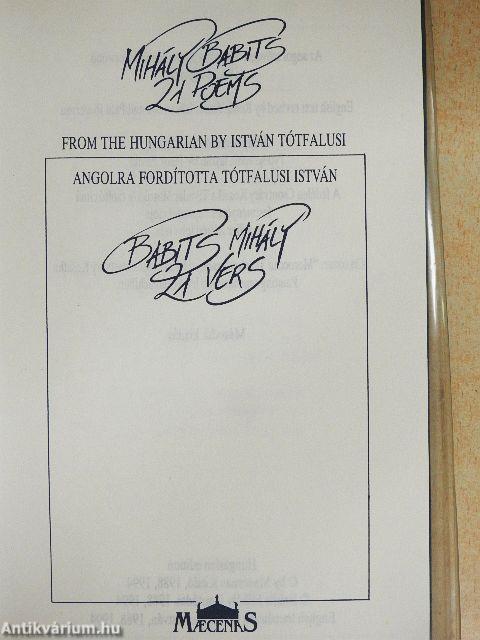 MIHÁLY BABITS
21 POEMS
FROM THE HUNGARIAN BY ISTVÁN TÓTFALUSI
ANGOLRA FORDÍTOTTA TÓTFALUSI ISTVÁN
BABITS MIHÁLY
21 VERS
MÆCENAS
Antikvárium.hu